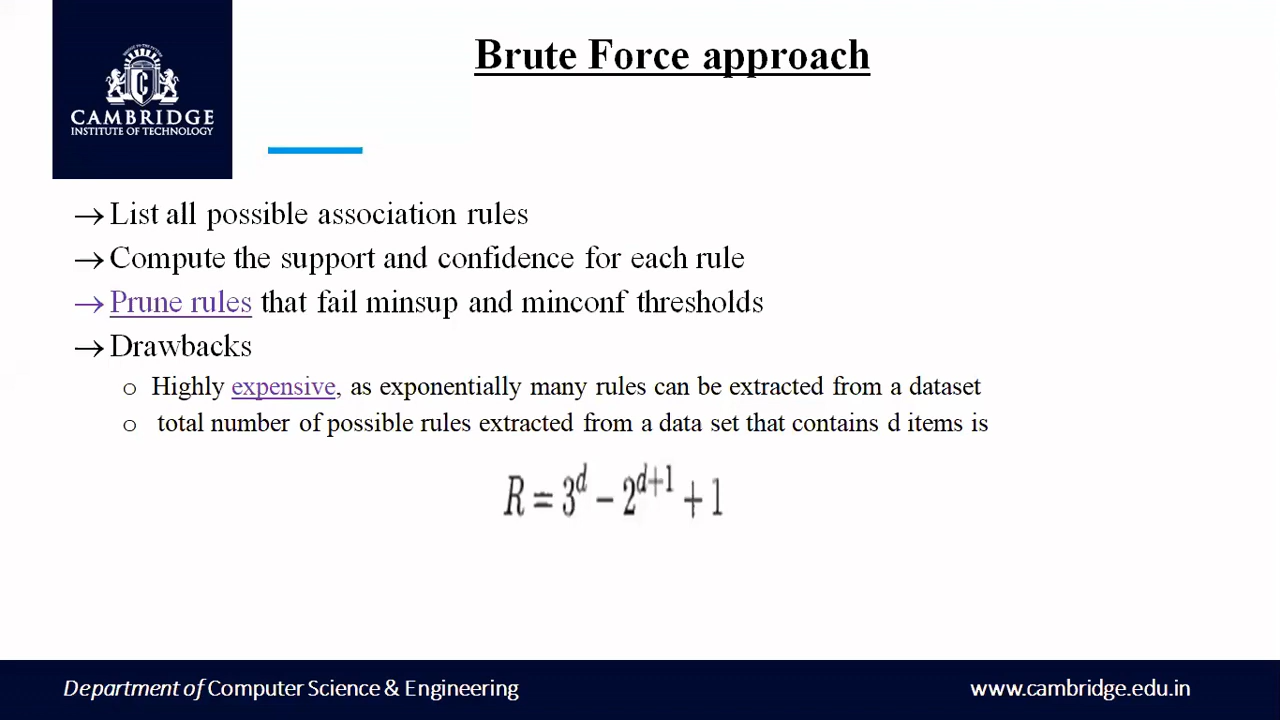 Brute Force approach
CAMBRIDGE
INSTITUTE OF TECHNOLOGY
→ List all possible association rules
→ Compute the support and confidence for each rule
→ Prune rules that fail minsup and minconf thresholds
→ Drawbacks
o Highly expensive, as exponentially many rules can be extracted from a dataset
o total number of possible rules extracted from a data set that contains d items is
R = 3^d − 2^{d+1} + 1
Department of Computer Science & Engineering
www.cambridge.edu.in